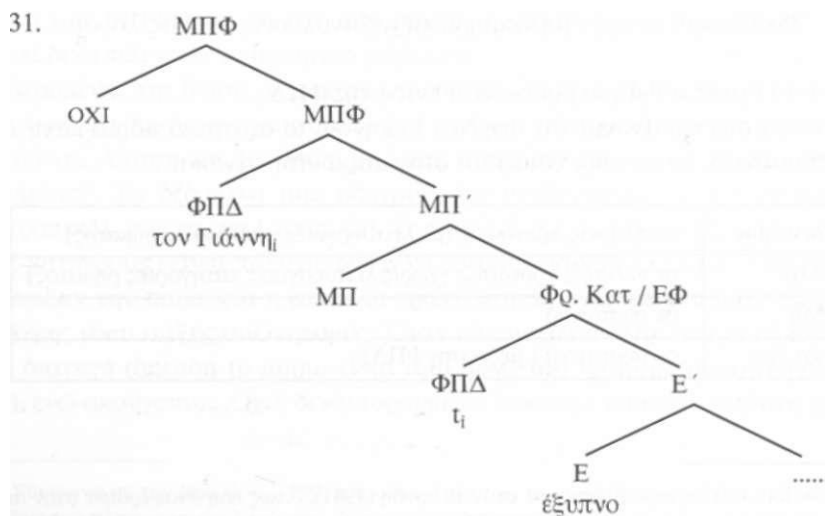 31.
ΜΠΦ
ΟΧΙ ΜΠΦ
ΦΠΔ ΜΠ΄
τον Γιάννηi
ΜΠ Φρ. Κατ / ΕΦ
ΦΠΔ Ε΄
ti
Ε .....
έξυπνο